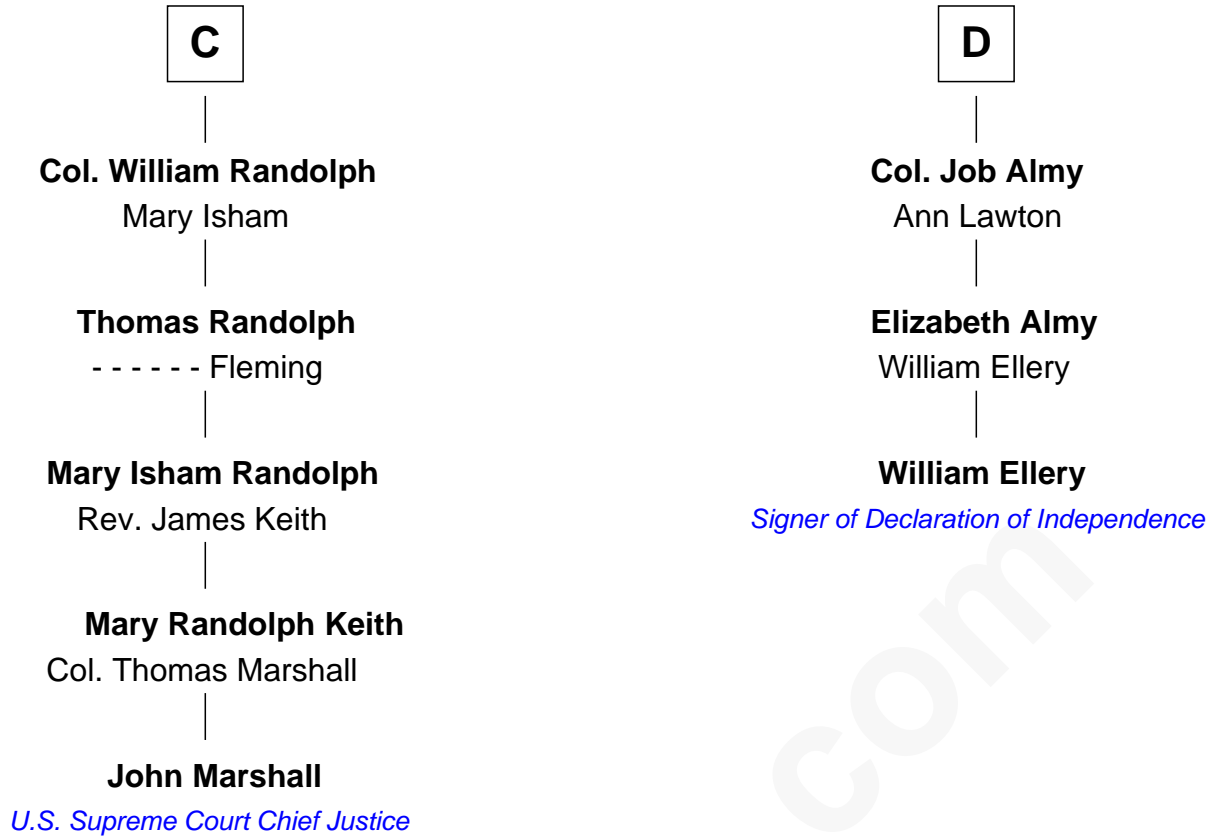 C
Col. William Randolph
Mary Isham
Thomas Randolph
- - - - - - Fleming
Mary Isham Randolph
Rev. James Keith
Mary Randolph Keith
Col. Thomas Marshall
John Marshall
U.S. Supreme Court Chief Justice
D
Col. Job Almy
Ann Lawton
Elizabeth Almy
William Ellery
William Ellery
Signer of Declaration of Independence
com